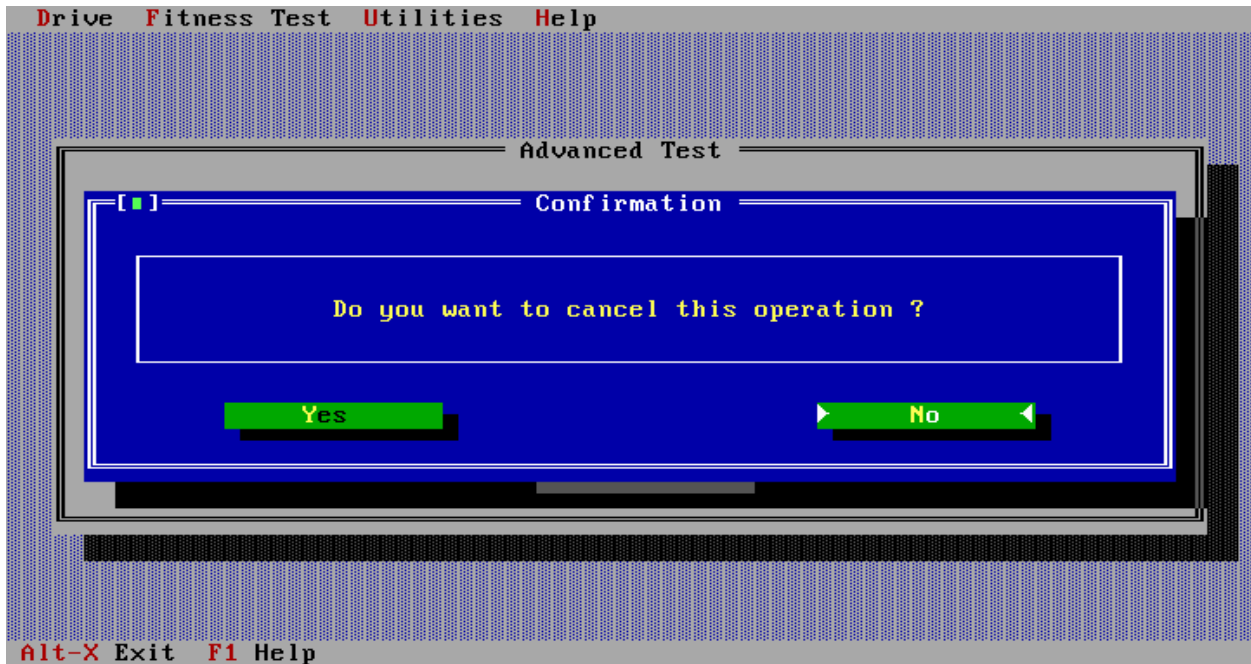 Drive Fitness Test Utilities Help
Advanced Test
[■] Confirmation
Do you want to cancel this operation ?
Yes No
Alt-X Exit F1 Help